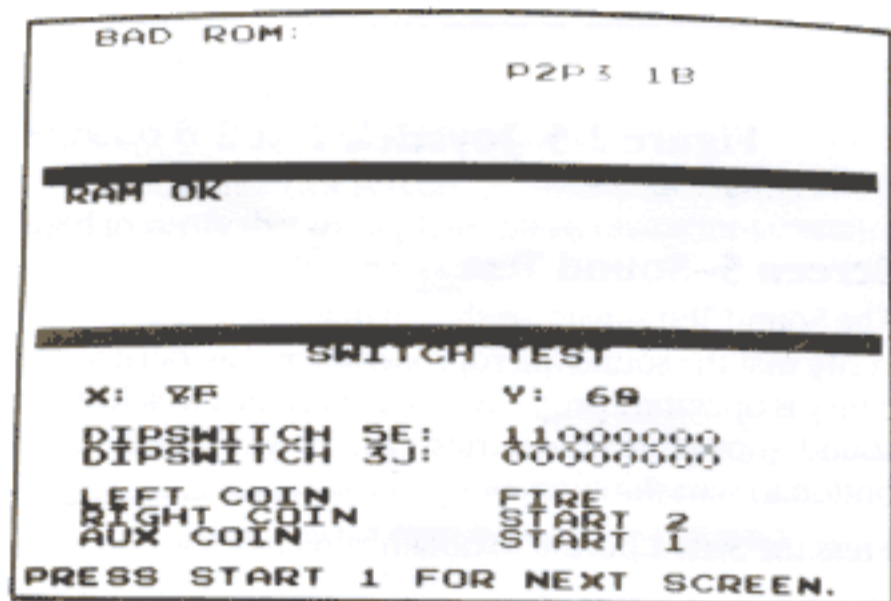 BAD ROM:
P2P3 1B
RAM OK
SWITCH TEST
X: 8F Y: 60
DIPSWITCH 5E: 11000000
DIPSWITCH 3J: 00000000
LEFT COIN FIRE
RIGHT COIN START 2
AUX COIN START 1
PRESS START 1 FOR NEXT SCREEN.